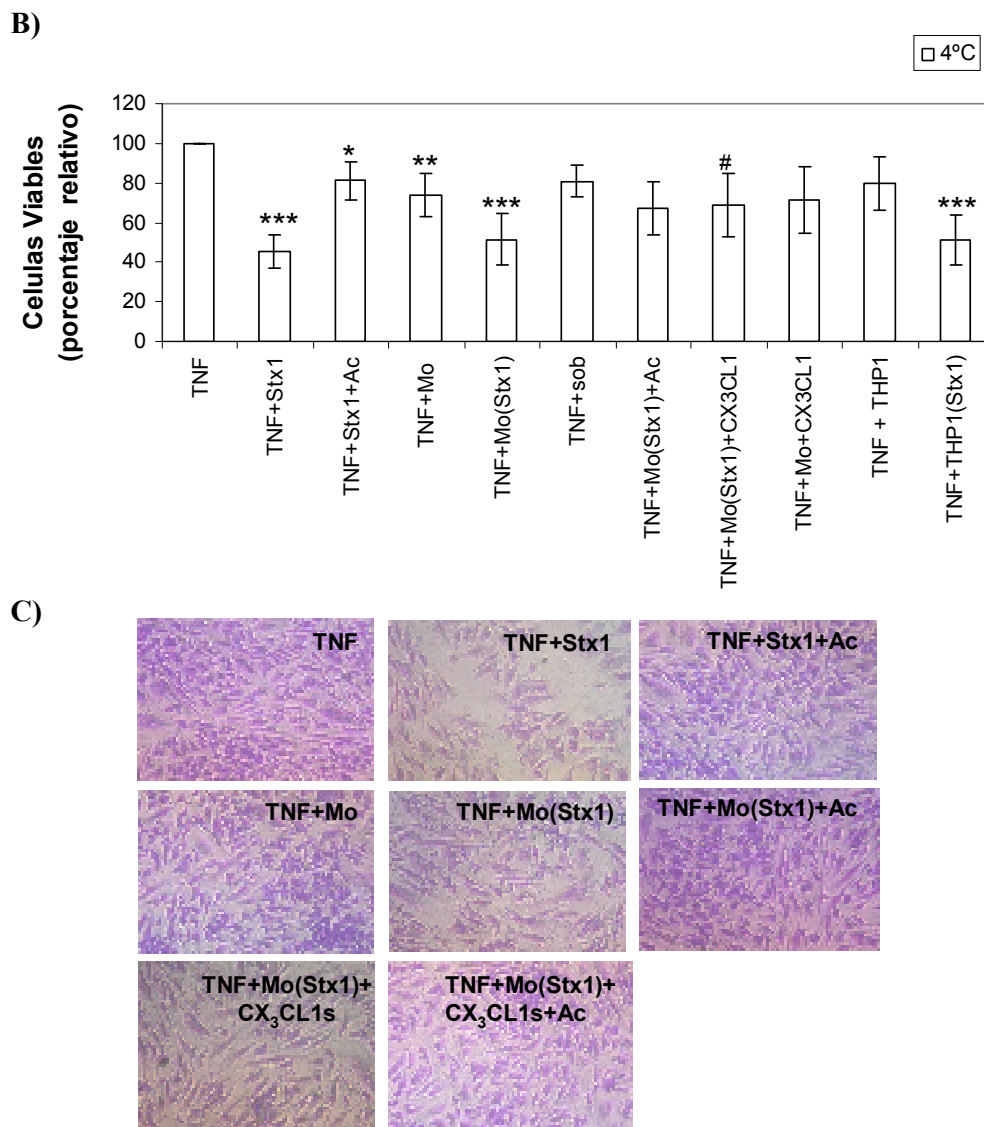 B)
4ºC
Celulas Viables
(porcentaje relativo)
120
100
80
60
40
20
0
*
**
#
***
***
***
TNF
TNF+Stx1
TNF+Stx1+Ac
TNF+Mo
TNF+Mo(Stx1)
TNF+sob
TNF+Mo(Stx1)+Ac
TNF+Mo(Stx1)+CX3CL1
TNF+Mo+CX3CL1
TNF + THP1
TNF+THP1(Stx1)
C)
TNF
TNF+Stx1
TNF+Stx1+Ac
TNF+Mo
TNF+Mo(Stx1)
TNF+Mo(Stx1)+Ac
TNF+Mo(Stx1)+
CX₃CL1s
TNF+Mo(Stx1)+
CX₃CL1s+Ac